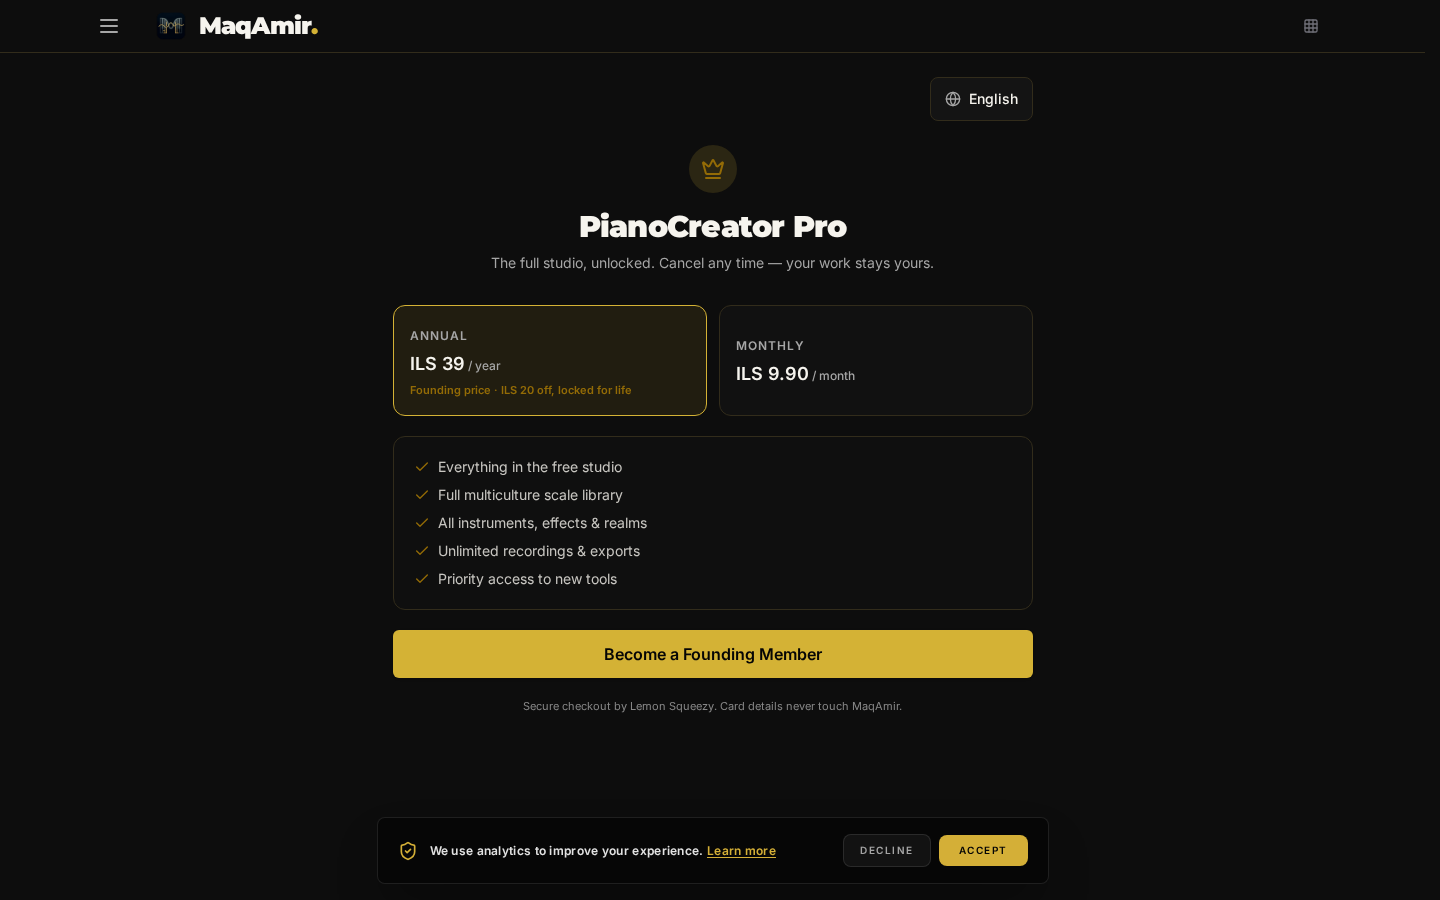 MaqAmir.
English
PianoCreator Pro
The full studio, unlocked. Cancel any time — your work stays yours.
ANNUAL
ILS 39 / year
Founding price · ILS 20 off, locked for life
MONTHLY
ILS 9.90 / month
Everything in the free studio
Full multiculture scale library
All instruments, effects & realms
Unlimited recordings & exports
Priority access to new tools
Become a Founding Member
Secure checkout by Lemon Squeezy. Card details never touch MaqAmir.
We use analytics to improve your experience. Learn more
DECLINE
ACCEPT